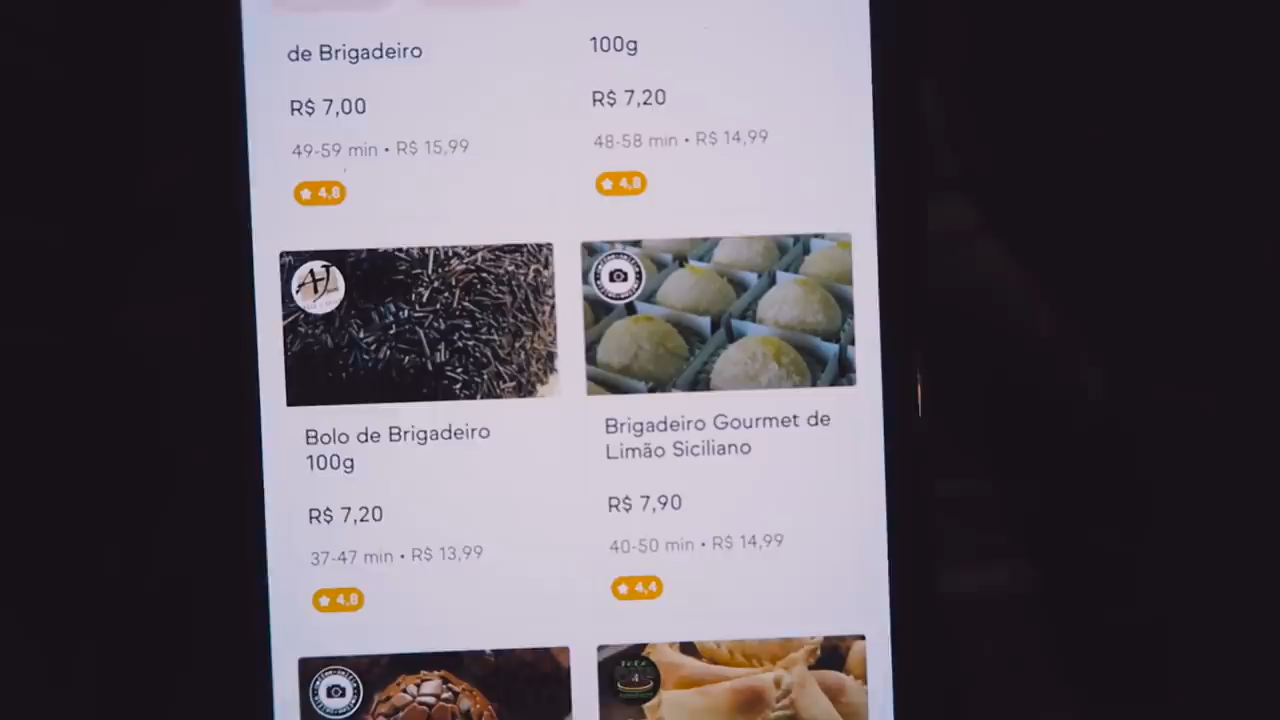 de Brigadeiro
R$ 7,00
49-59 min • R$ 15,99
4,8
100g
R$ 7,20
48-58 min • R$ 14,99
4,8
AJ
Bolo de Brigadeiro
100g
R$ 7,20
37-47 min • R$ 13,99
4,8
Brigadeiro Gourmet de
Limão Siciliano
R$ 7,90
40-50 min • R$ 14,99
4,4